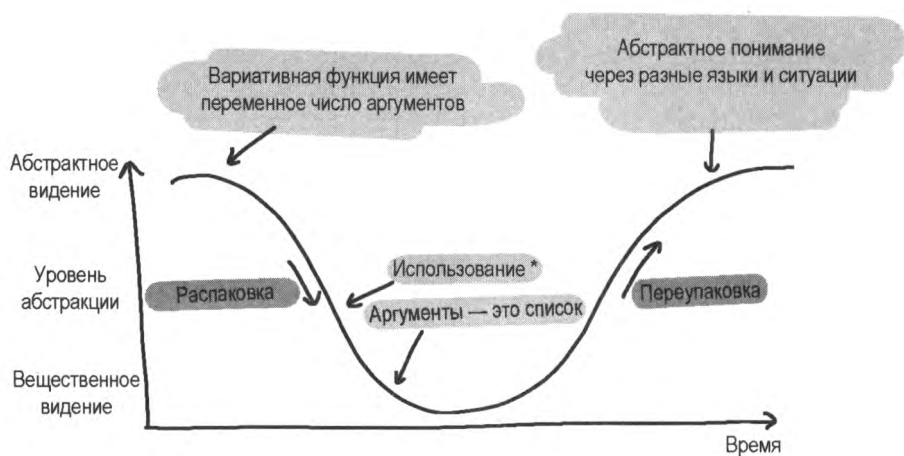 Вариативная функция имеет
переменное число аргументов
Абстрактное понимание
через разные языки и ситуации
Абстрактное
видение
Уровень
абстракции
Распаковка
Использование *
Аргументы — это список
Переупаковка
Вещественное
видение
Время